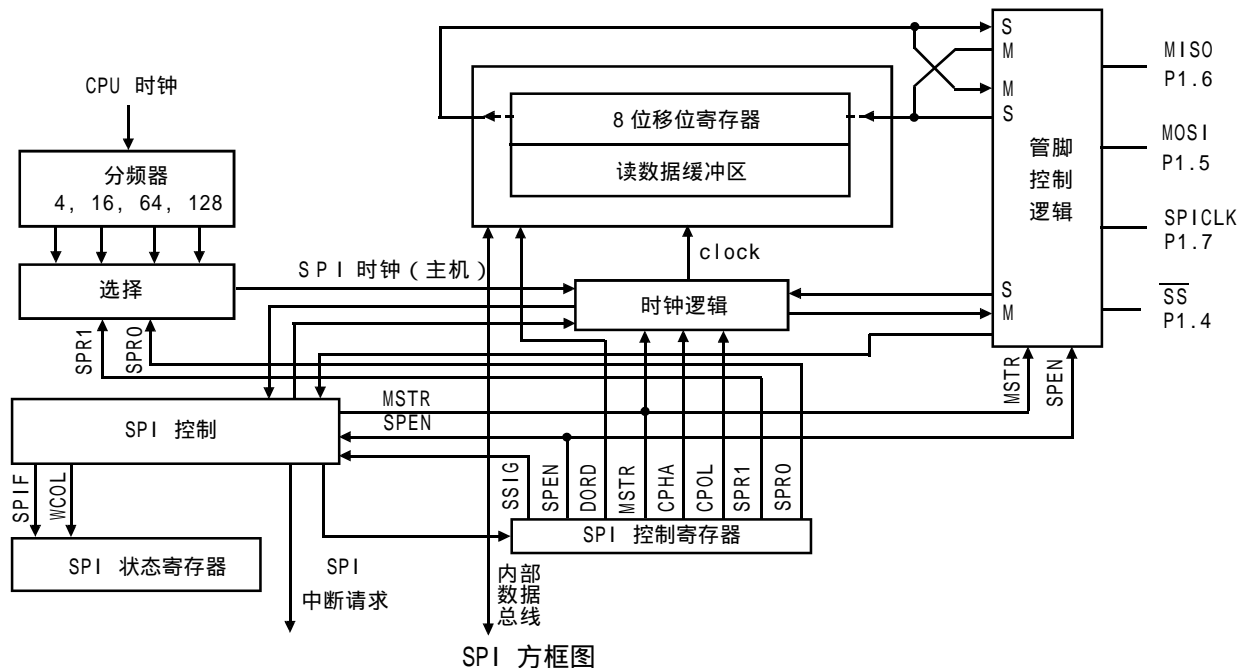 CPU 时钟
分频器
4, 16, 64, 128
选择
SPI 时钟（主机）
SPR1
SPR0
8 位移位寄存器
读数据缓冲区
clock
时钟逻辑
S
M
M
S
管脚
控制
逻辑
S
M
MISO
P1.6
MOSI
P1.5
SPICLK
P1.7
SS
P1.4
MSTR
SPEN
SPI 控制
MSTR
SPEN
SPIF
WCOL
SPI 状态寄存器
SPI
中断请求
SSIG
SPEN
DORD
MSTR
CPHA
CPOL
SPR1
SPR0
SPI 控制寄存器
内部
数据
总线
SPI 方框图